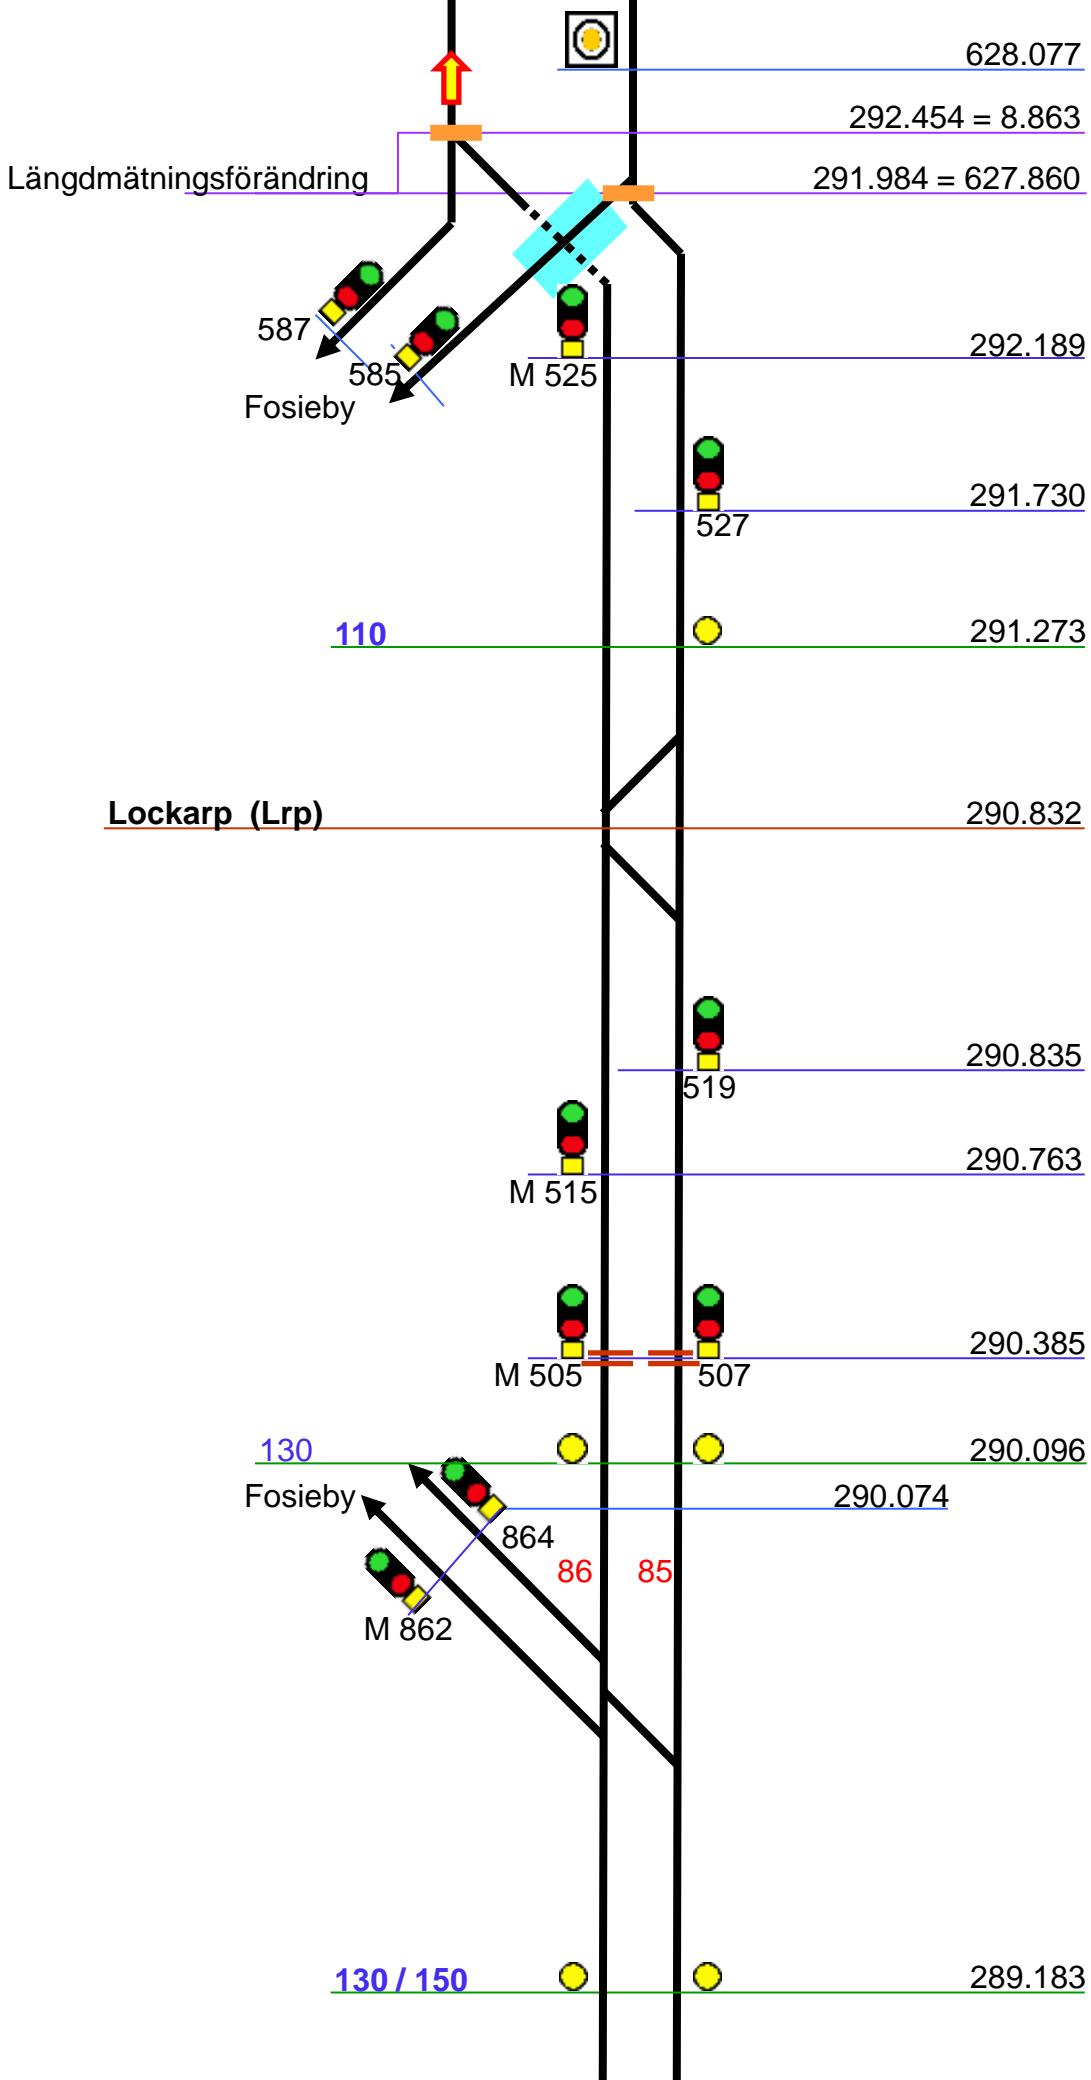 628.077
292.454 = 8.863
Längdmätningsförändring
291.984 = 627.860
587
292.189
585
M 525
Fosieby
291.730
527
110
291.273
Lockarp (Lrp)
290.832
290.835
519
290.763
M 515
290.385
M 505
507
130
290.096
Fosieby
290.074
864
86
85
M 862
130 / 150
289.183